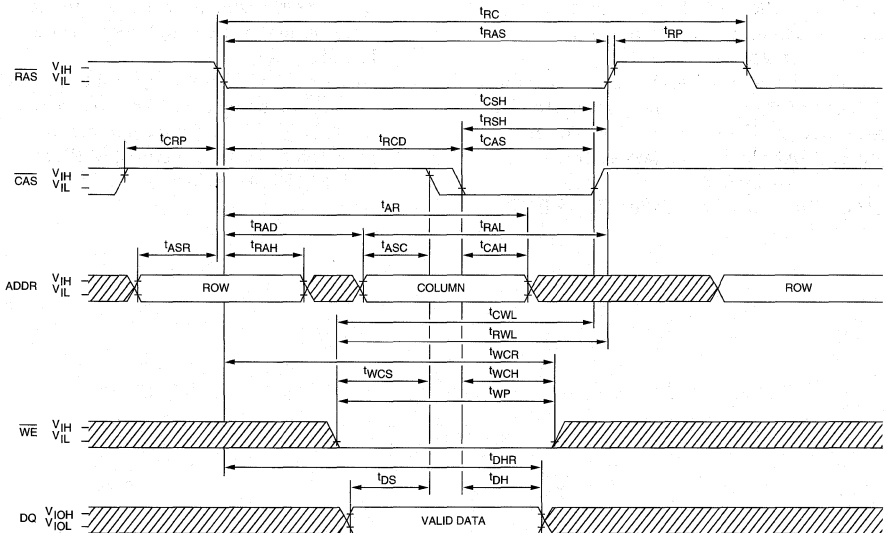 tRC
tRAS tRP
RAS VIH
VIL
tCSH
tRSH
tCRP tRCD tCAS
CAS VIH
VIL
tAR
tRAD tRAL
tASR tRAH tASC tCAH
ADDR VIH
VIL
ROW COLUMN ROW
tCWL
tRWL
tWCR
tWCS tWCH
tWP
WE VIH
VIL
tDHR
tDS tDH
DQ VIOH
VIOL
VALID DATA